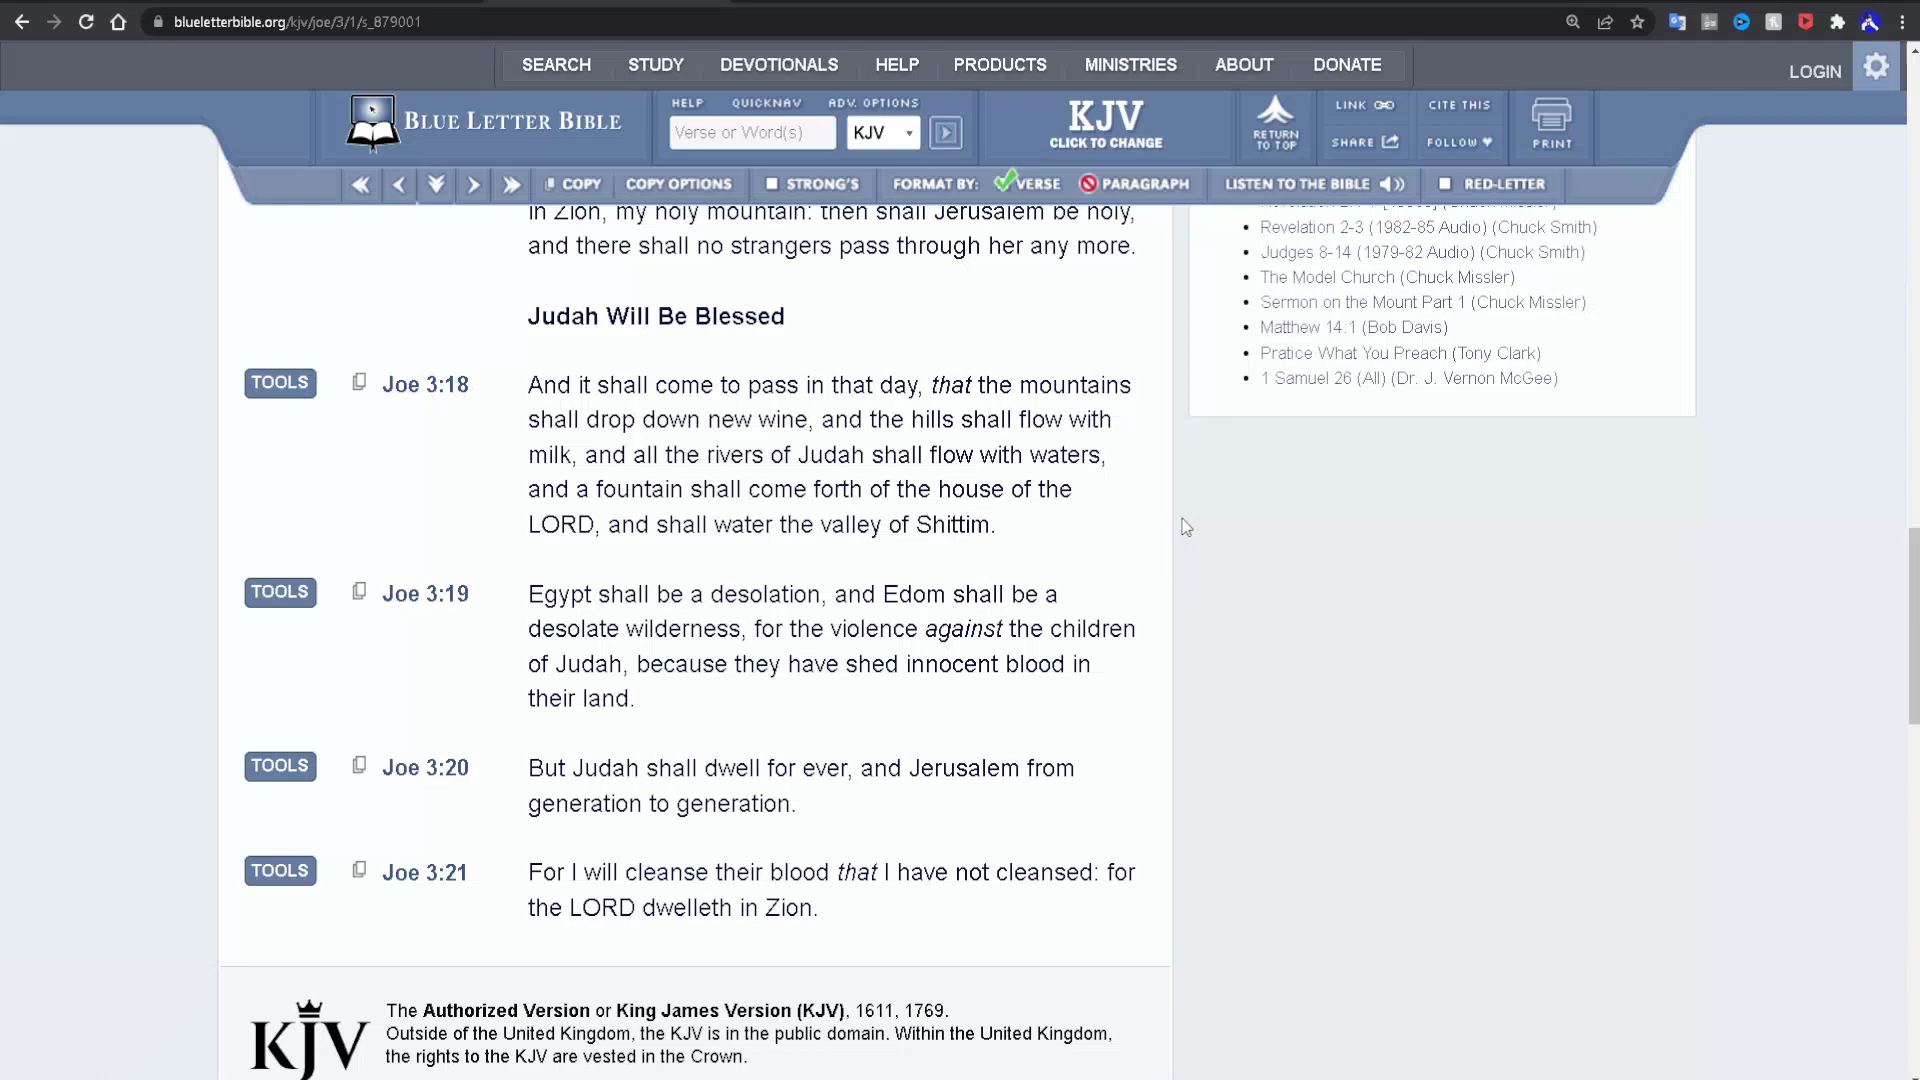 blueletterbible.org/kjv/joe/3/1/s_879001
SEARCH STUDY DEVOTIONALS HELP PRODUCTS MINISTRIES ABOUT DONATE
LOGIN
BLUE LETTER BIBLE
HELP QUICKNAV ADV. OPTIONS
Verse or Word(s)
KJV
KJV
CLICK TO CHANGE
RETURN
TO TOP
LINK
CITE THIS
SHARE
FOLLOW
PRINT
COPY COPY OPTIONS STRONG'S FORMAT BY: VERSE PARAGRAPH LISTEN TO THE BIBLE RED-LETTER
in Zion, my holy mountain: then shall Jerusalem be holy,
and there shall no strangers pass through her any more.
Judah Will Be Blessed
TOOLS Joe 3:18 And it shall come to pass in that day, that the mountains
shall drop down new wine, and the hills shall flow with
milk, and all the rivers of Judah shall flow with waters,
and a fountain shall come forth of the house of the
LORD, and shall water the valley of Shittim.
TOOLS Joe 3:19 Egypt shall be a desolation, and Edom shall be a
desolate wilderness, for the violence against the children
of Judah, because they have shed innocent blood in
their land.
TOOLS Joe 3:20 But Judah shall dwell for ever, and Jerusalem from
generation to generation.
TOOLS Joe 3:21 For I will cleanse their blood that I have not cleansed: for
the LORD dwelleth in Zion.
KJV
The Authorized Version or King James Version (KJV), 1611, 1769.
Outside of the United Kingdom, the KJV is in the public domain. Within the United Kingdom,
the rights to the KJV are vested in the Crown.
Revelation 2-3 (1982-85 Audio) (Chuck Smith)
Judges 8-14 (1979-82 Audio) (Chuck Smith)
The Model Church (Chuck Missler)
Sermon on the Mount Part 1 (Chuck Missler)
Matthew 14:1 (Bob Davis)
Pratice What You Preach (Tony Clark)
1 Samuel 26 (All) (Dr. J. Vernon McGee)